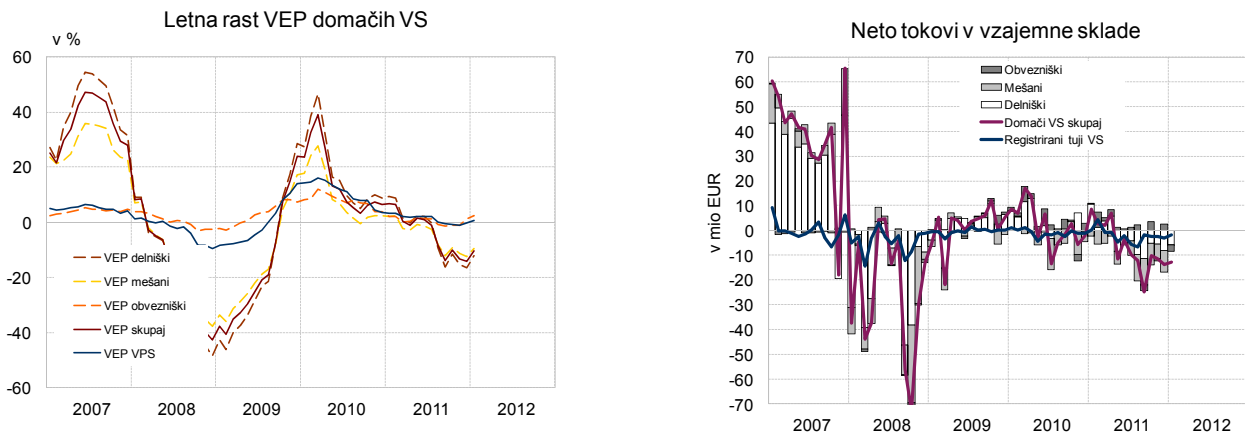 Letna rast VEP domačih VS
v %
60
40
20
0
-20
-40
-60
VEP delniški
VEP mešani
VEP obvezniški
VEP skupaj
VEP VPS
2007 2008 2009 2010 2011 2012
Neto tokovi v vzajemne sklade
v mio EUR
70
60
50
40
30
20
10
0
-10
-20
-30
-40
-50
-60
-70
Obvezniški
Mešani
Delniški
Domači VS skupaj
Registrirani tuji VS
2007 2008 2009 2010 2011 2012